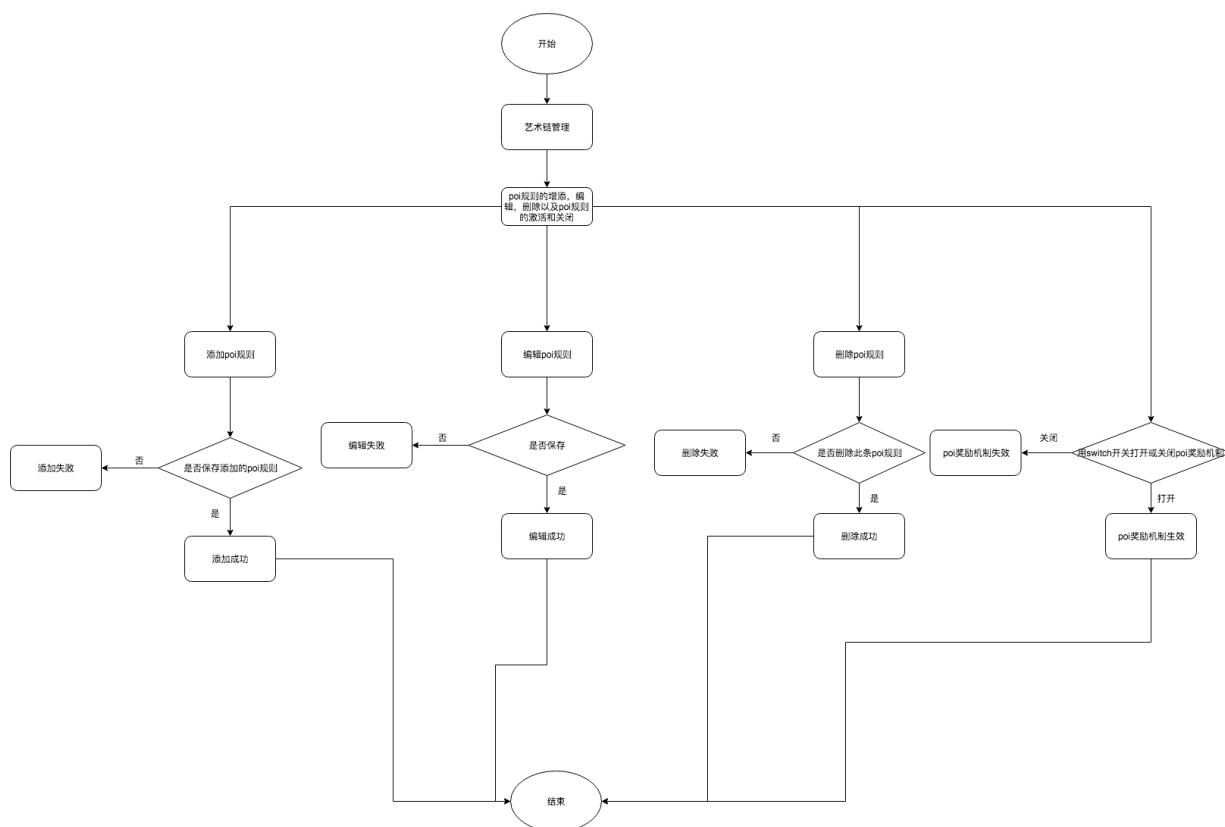 开始
艺术链管理
poi规则的增添，编
辑，删除以及poi规则
的激活和关闭
添加poi规则
编辑poi规则
删除poi规则
是否保存添加的poi规则
否
添加失败
是
添加成功
是否保存
否
编辑失败
是
编辑成功
是否删除此条poi规则
否
删除失败
是
删除成功
用switch开关打开或关闭poi奖励机制
关闭
poi奖励机制失效
打开
poi奖励机制生效
结束